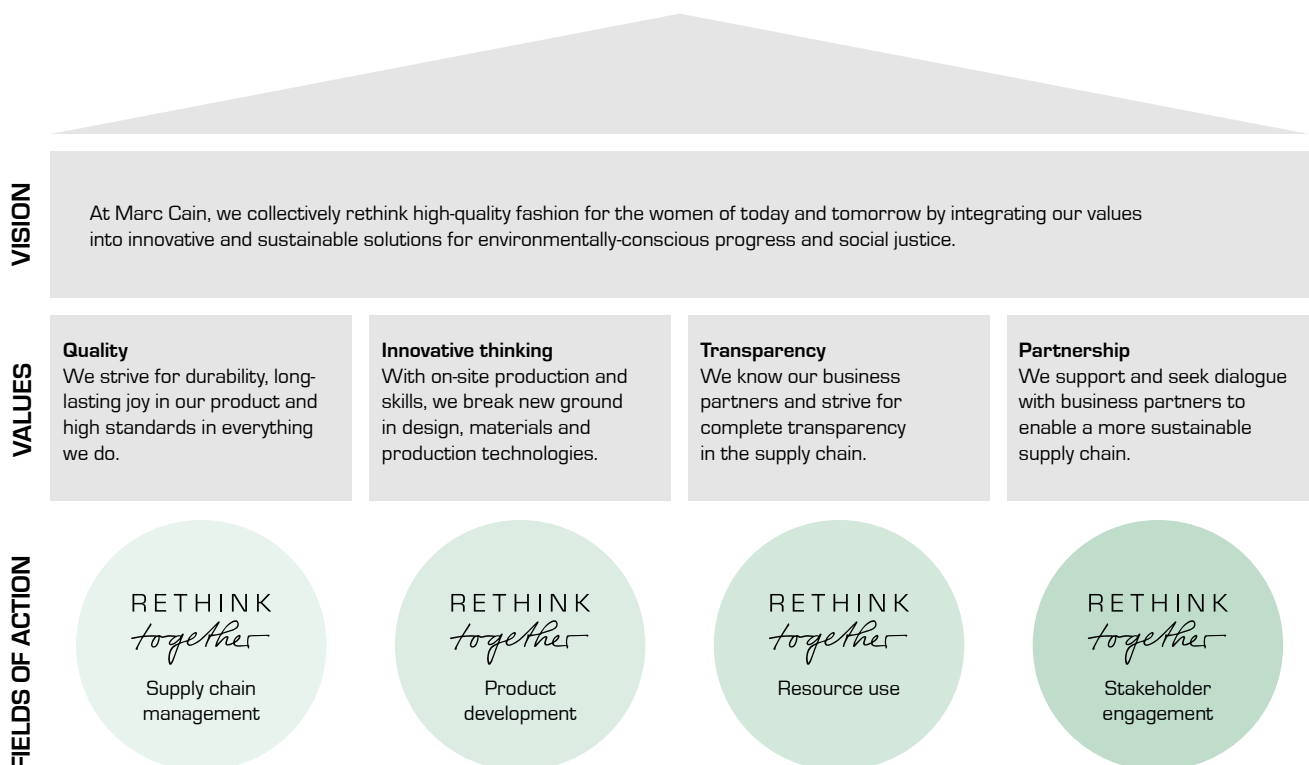 VISION
At Marc Cain, we collectively rethink high-quality fashion for the women of today and tomorrow by integrating our values
into innovative and sustainable solutions for environmentally-conscious progress and social justice.
VALUES
Quality
We strive for durability, long-
lasting joy in our product and
high standards in everything
we do.
Innovative thinking
With on-site production and
skills, we break new ground
in design, materials and
production technologies.
Transparency
We know our business
partners and strive for
complete transparency
in the supply chain.
Partnership
We support and seek dialogue
with business partners to
enable a more sustainable
supply chain.
FIELDS OF ACTION
RETHINK
together
Supply chain
management
RETHINK
together
Product
development
RETHINK
together
Resource use
RETHINK
together
Stakeholder
engagement